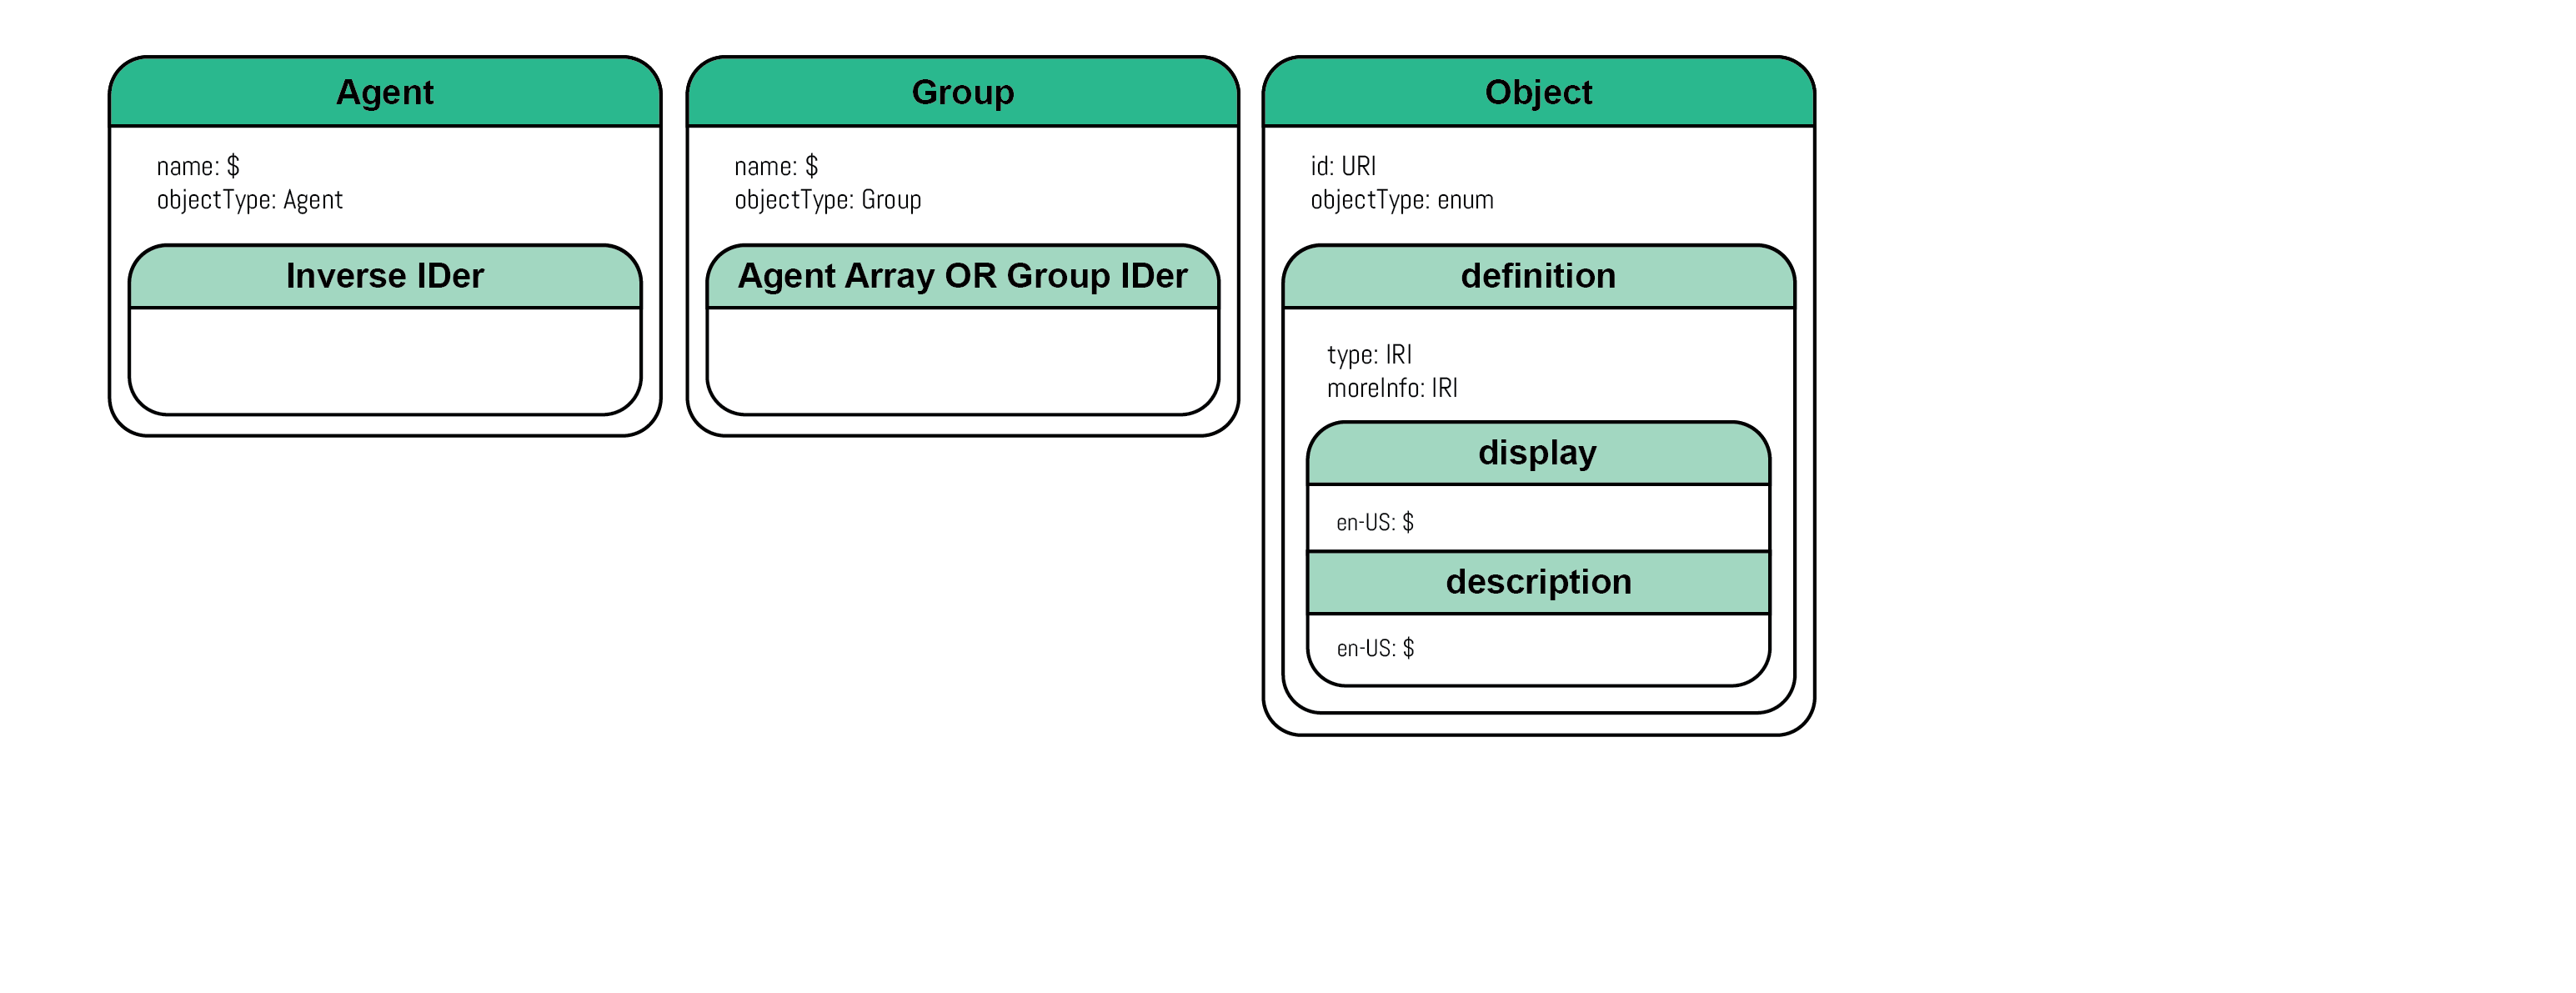 Agent
name: $
objectType: Agent
Inverse IDer
Group
name: $
objectType: Group
Agent Array OR Group IDer
Object
id: URI
objectType: enum
definition
type: IRI
moreInfo: IRI
display
en-US: $
description
en-US: $